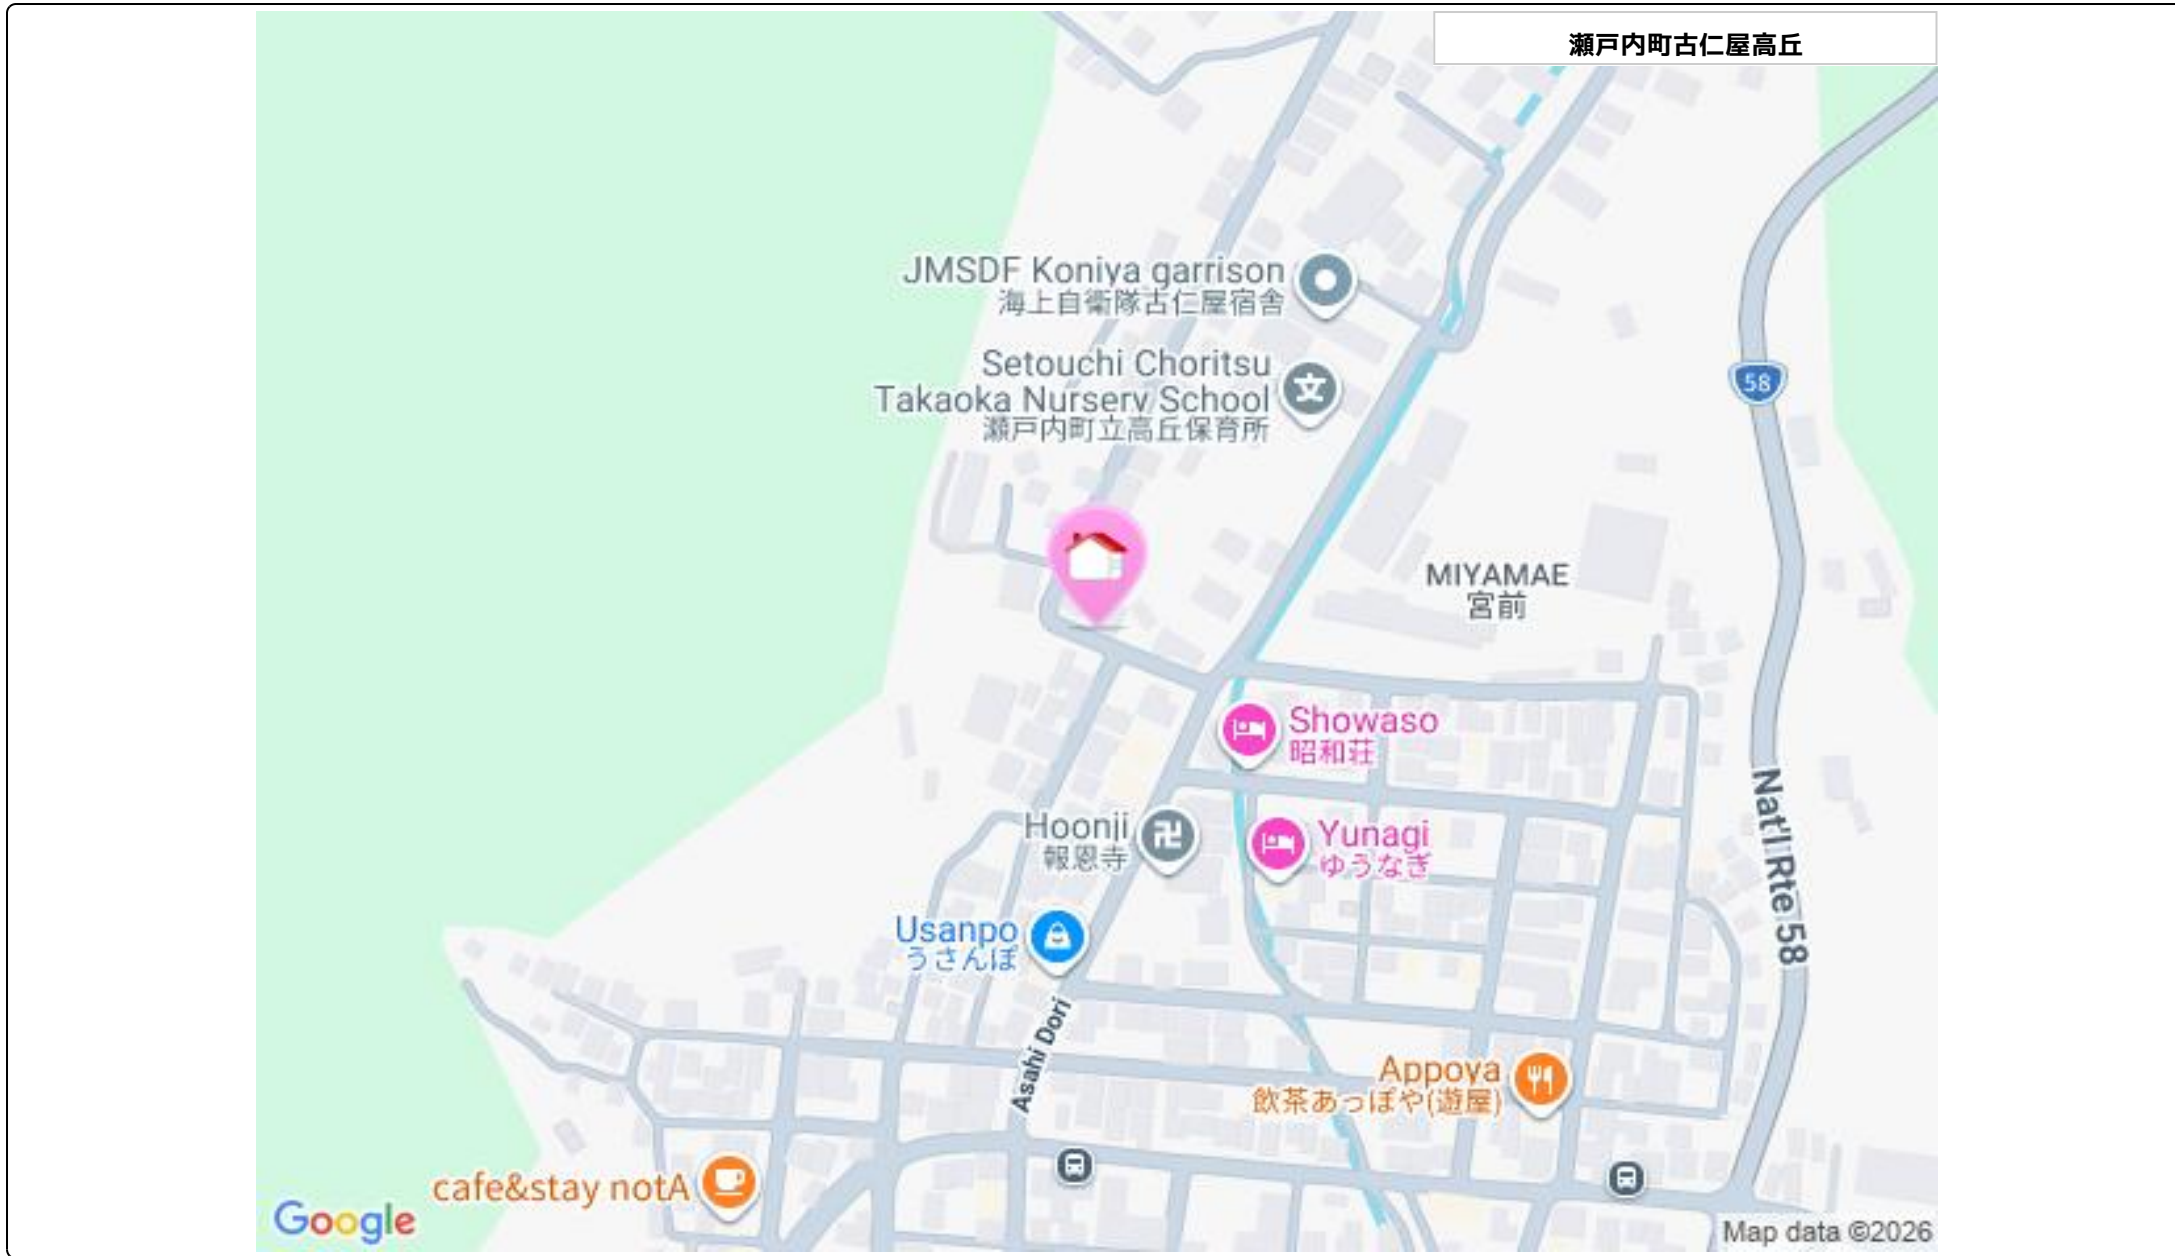 瀬戸内町古仁屋高丘
JMSDF Koniya garrison
海上自衛隊古仁屋宿舎
Setouchi Choritsu
Takaoka Nursery School
瀬戸内町立高丘保育所
文
58
MIYAMAE
宮前
Showaso
昭和荘
Hoonji
報恩寺
卍
Yunagi
ゆうなぎ
Nat'l Rte 58
Usanpo
うさんぽ
Asahi Dori
Appoya
飲茶あっぽや(遊屋)
cafe&stay notA
Google
Map data ©2026